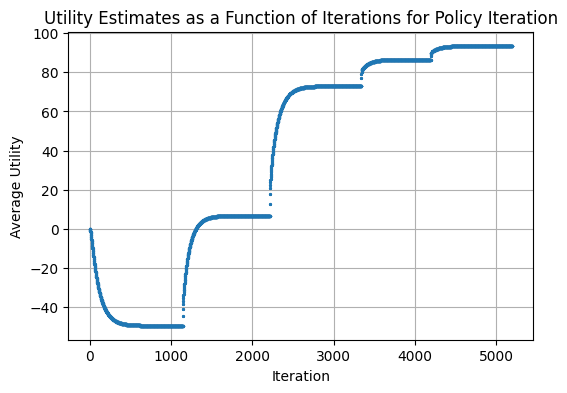 Utility Estimates as a Function of Iterations for Policy Iteration
100
80
60
40
20
0
−20
−40
Average Utility
0 1000 2000 3000 4000 5000
Iteration